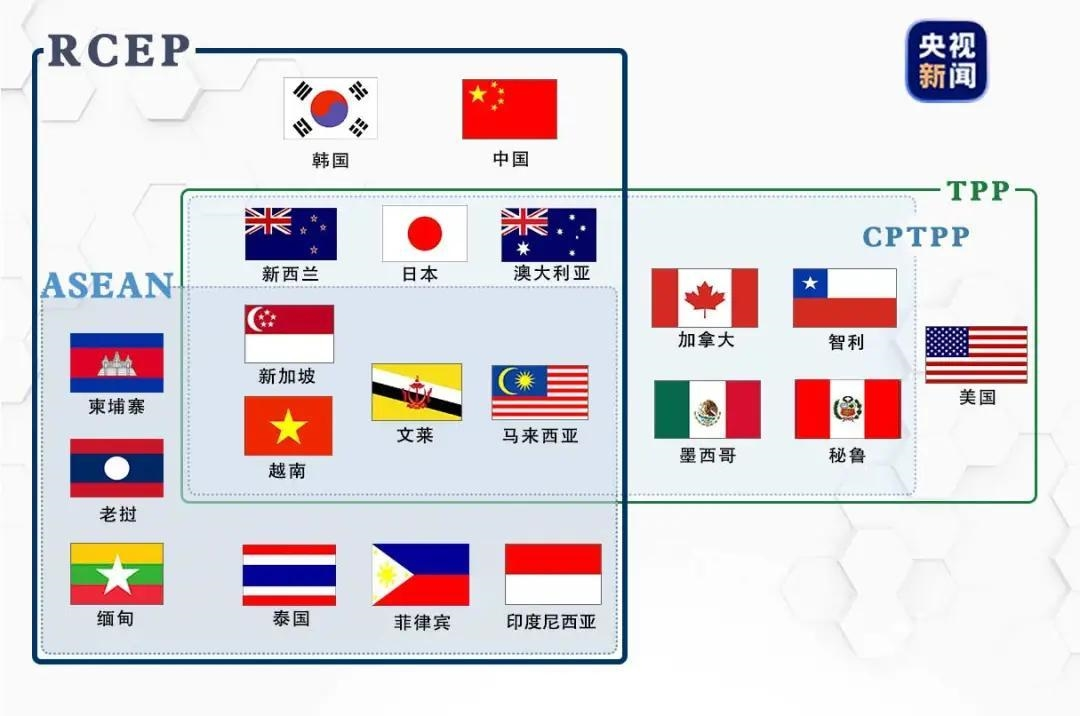 RCEP
央视
新闻
韩国
中国
TPP
CPTPP
新西兰
日本
澳大利亚
ASEAN
加拿大
智利
新加坡
美国
柬埔寨
文莱
马来西亚
墨西哥
秘鲁
越南
老挝
缅甸
泰国
菲律宾
印度尼西亚